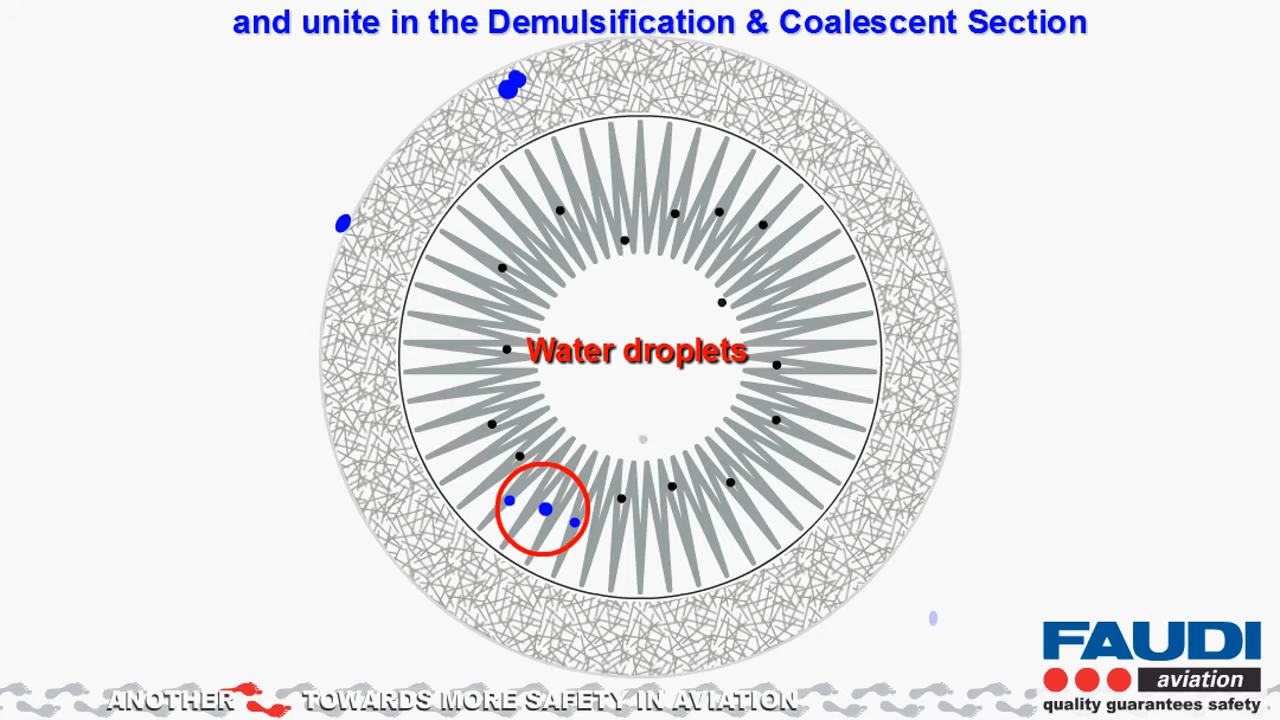 and unite in the Demulsification & Coalescent Section
Water droplets
FAUDI
aviation
quality guarantees safety
ANOTHER TOWARDS MORE SAFETY IN AVIATION